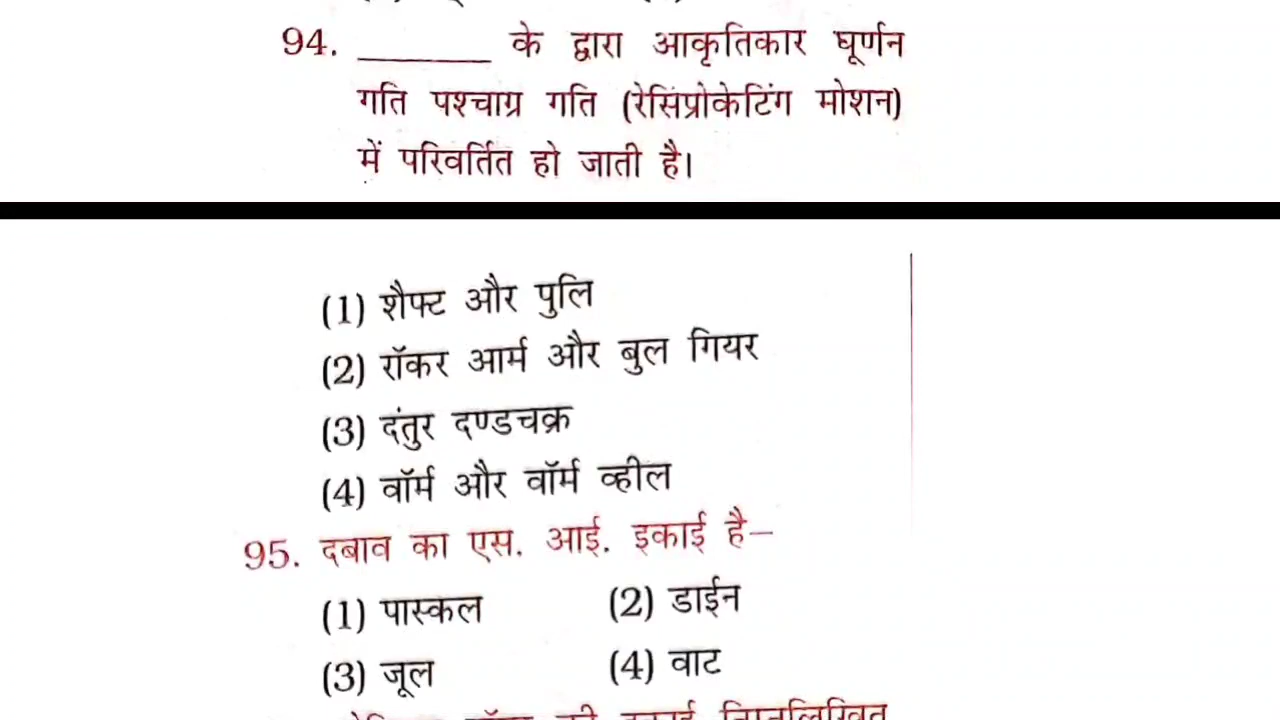 94. _______ के द्वारा आकृतिकार घूर्णन
गति पश्चाग्र गति (रेसिंप्रोकेटिंग मोशन)
में परिवर्तित हो जाती है।
(1) शैफ्ट और पुलि
(2) रॉकर आर्म और बुल गियर
(3) दंतुर दण्डचक्र
(4) वॉर्म और वॉर्म व्हील
95. दबाव का एस. आई. इकाई है–
(1) पास्कल (2) डाईन
(3) जूल (4) वाट